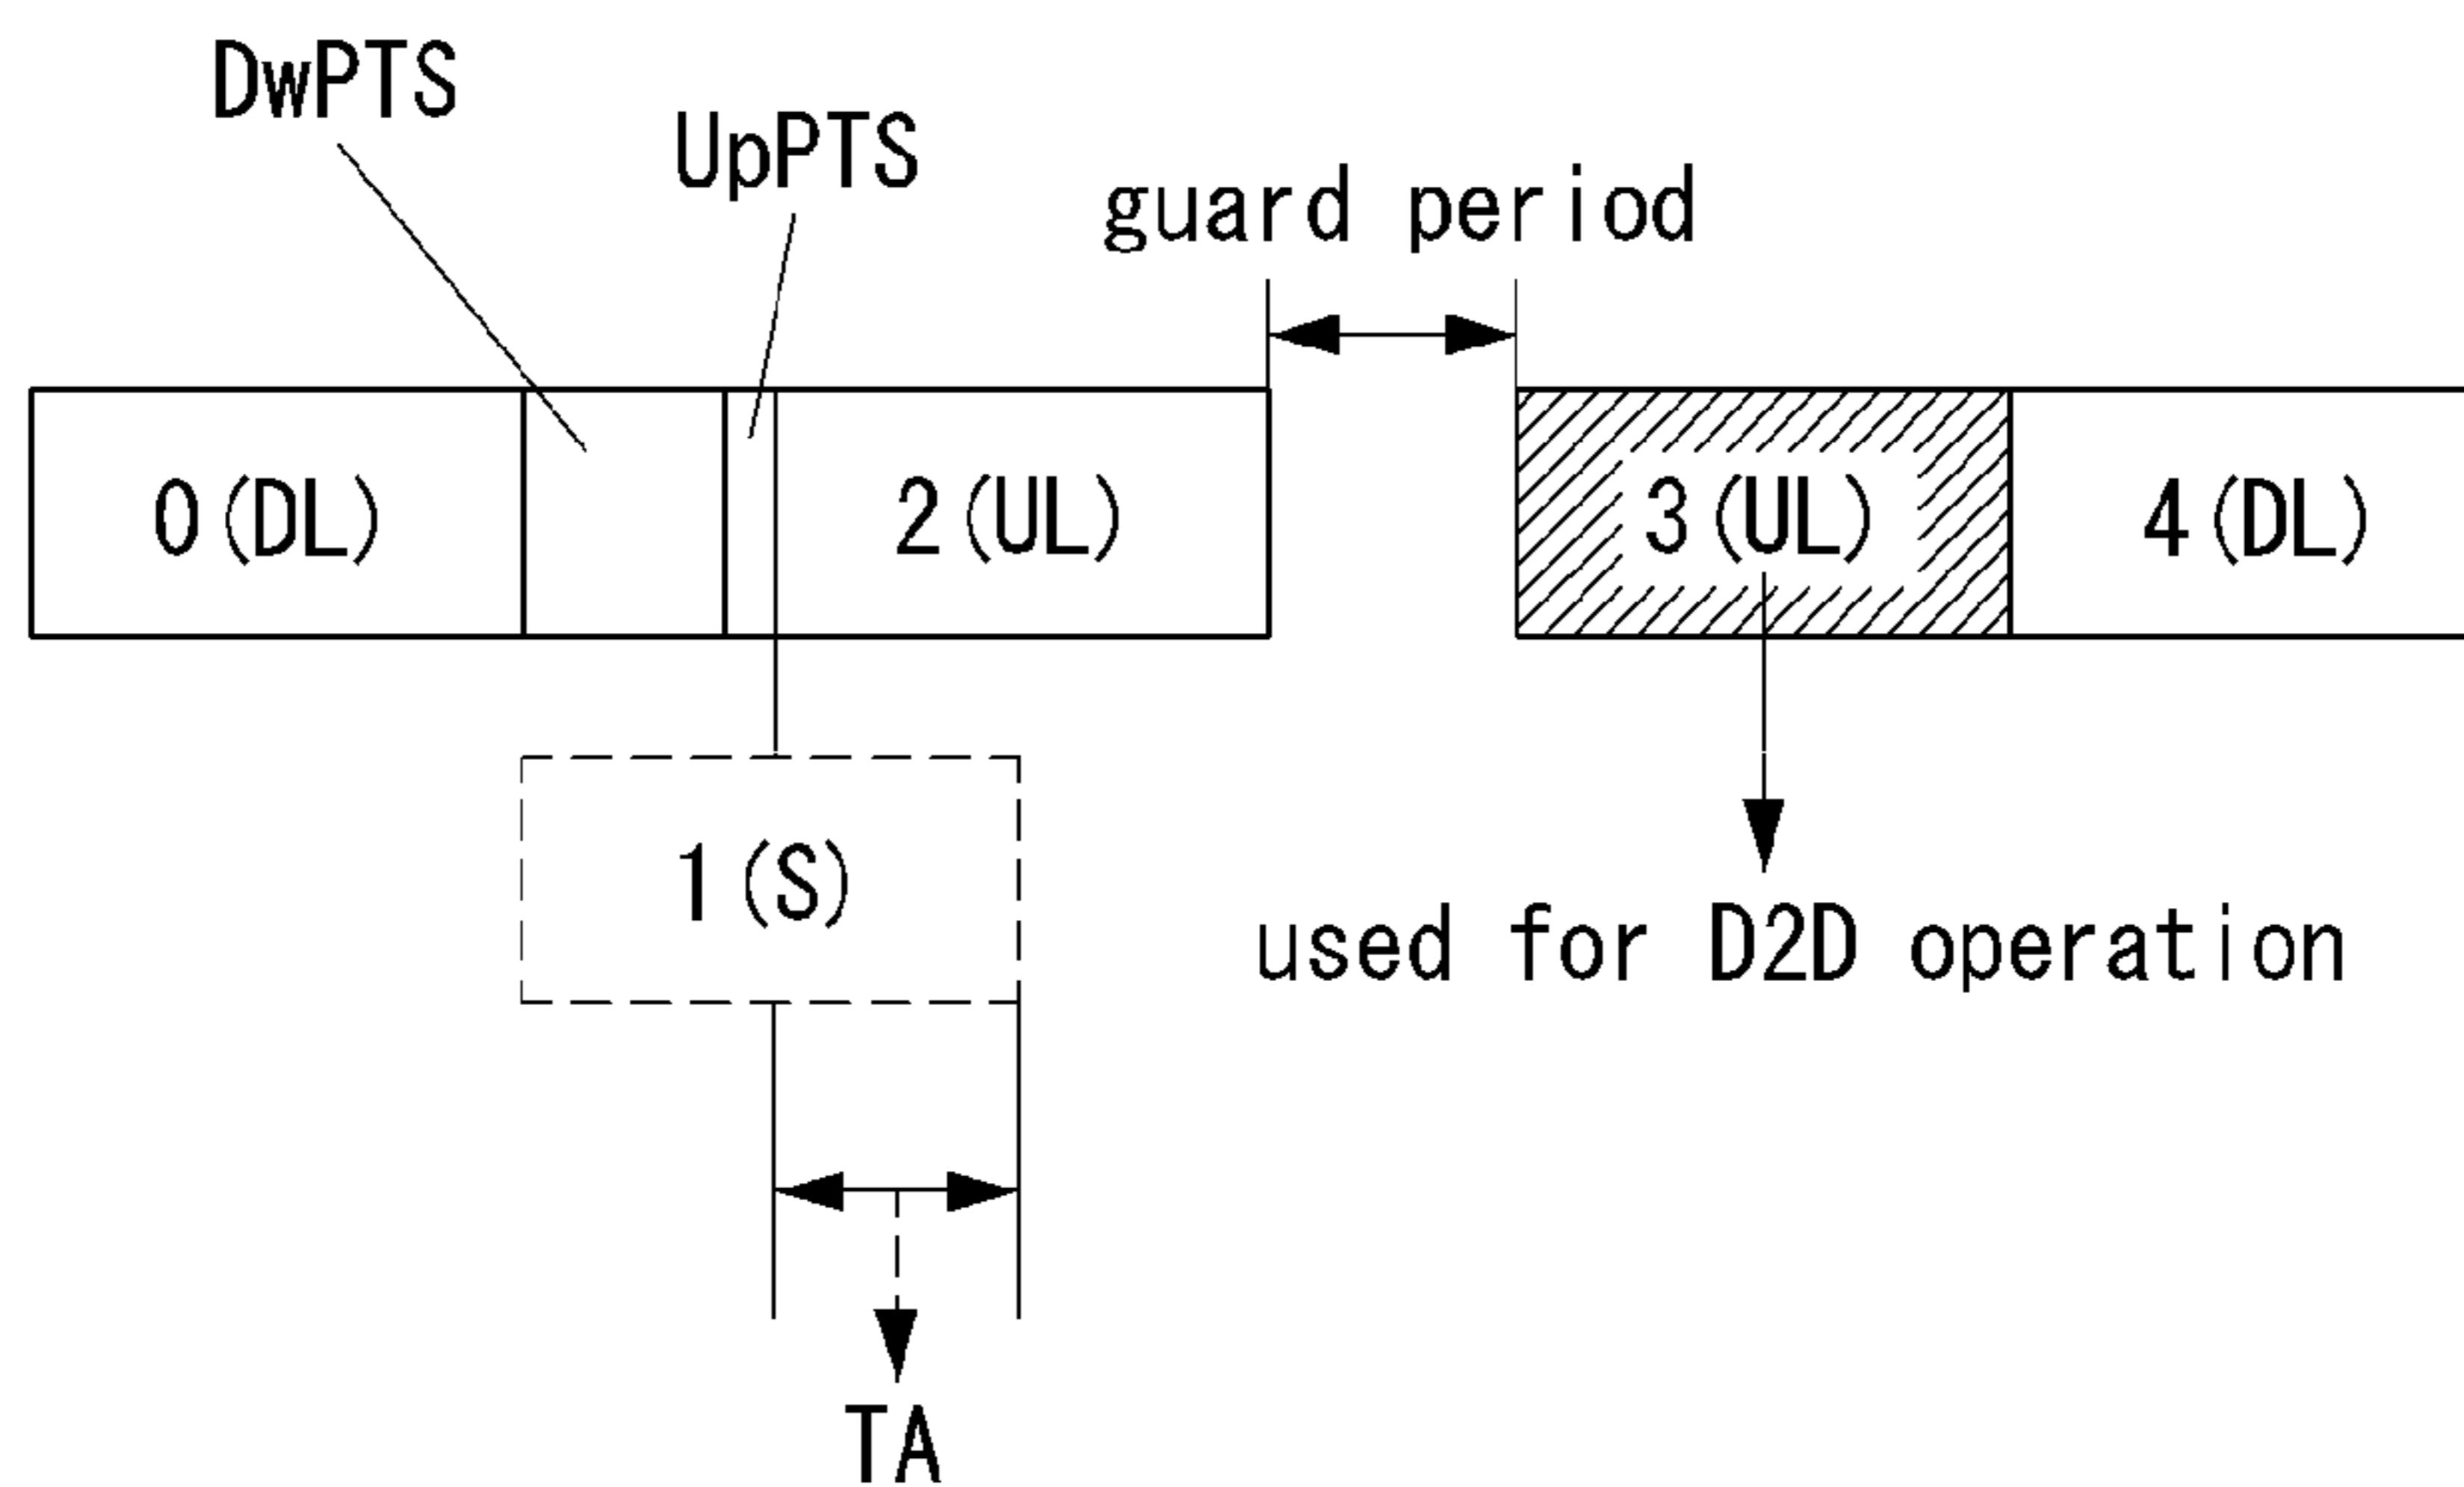 DwPTS
UpPTS
guard period
0(DL)
2(UL)
3(UL)
4(DL)
1(S)
used for D2D operation
TA